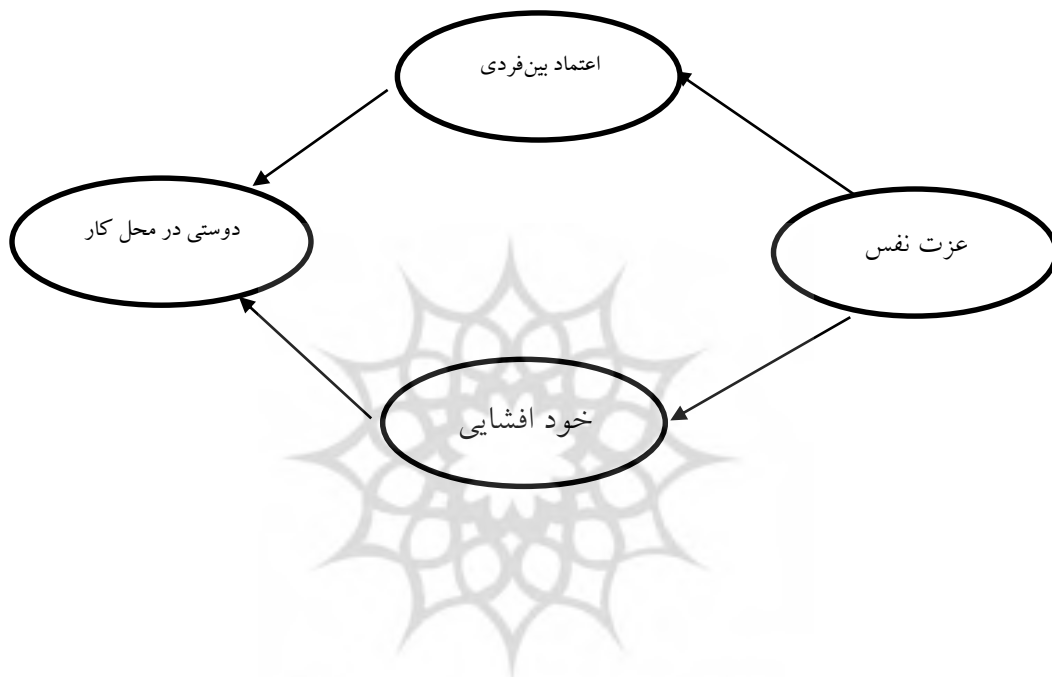 اعتماد بین‌فردی
عزت نفس
دوستی در محل کار
خود افشایی